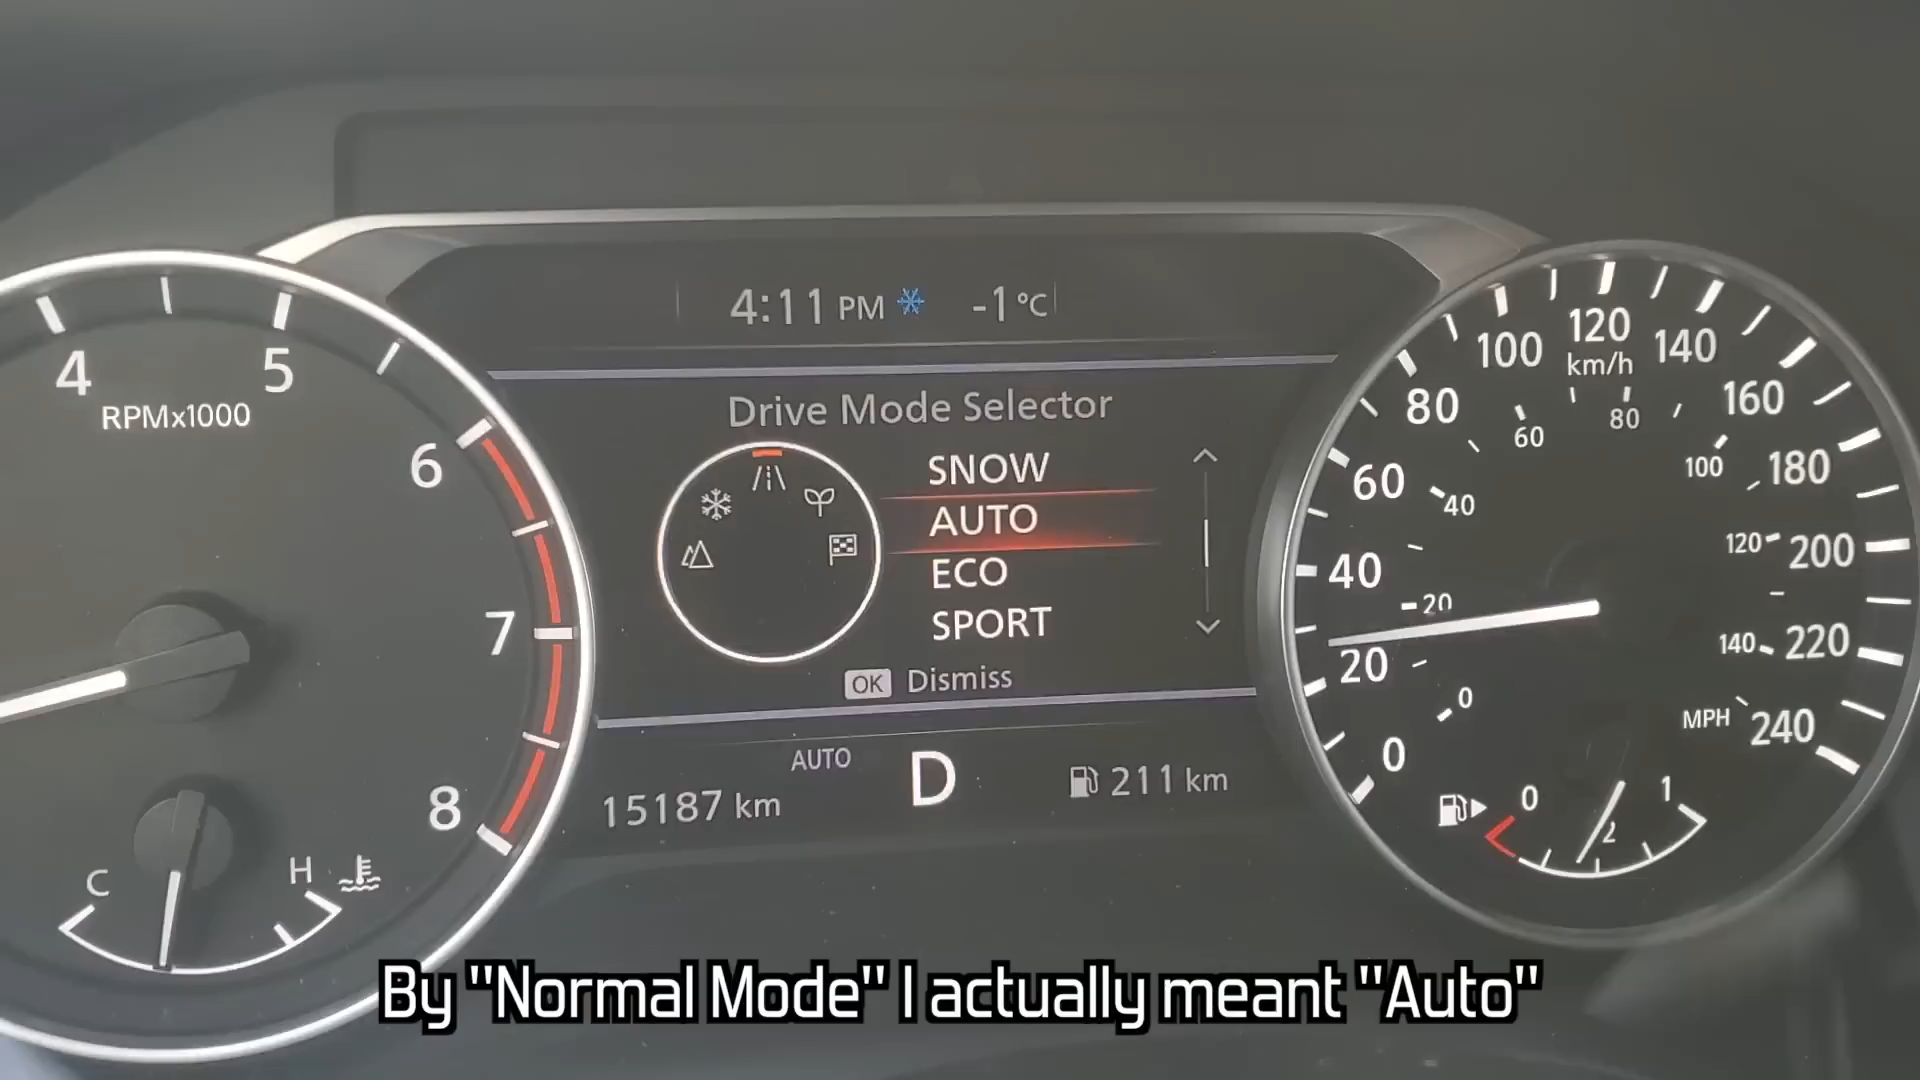 4:11 PM -1°C
Drive Mode Selector
SNOW
AUTO
ECO
SPORT
OK Dismiss
AUTO
D
15187 km
211 km
4
5
6
7
8
RPMx1000
C
H
0
20
40
60
80
100
120
140
160
180
200
220
240
km/h
0
20
40
60
80
100
120
140
MPH
0
1
2
1
By "Normal Mode" I actually meant "Auto"